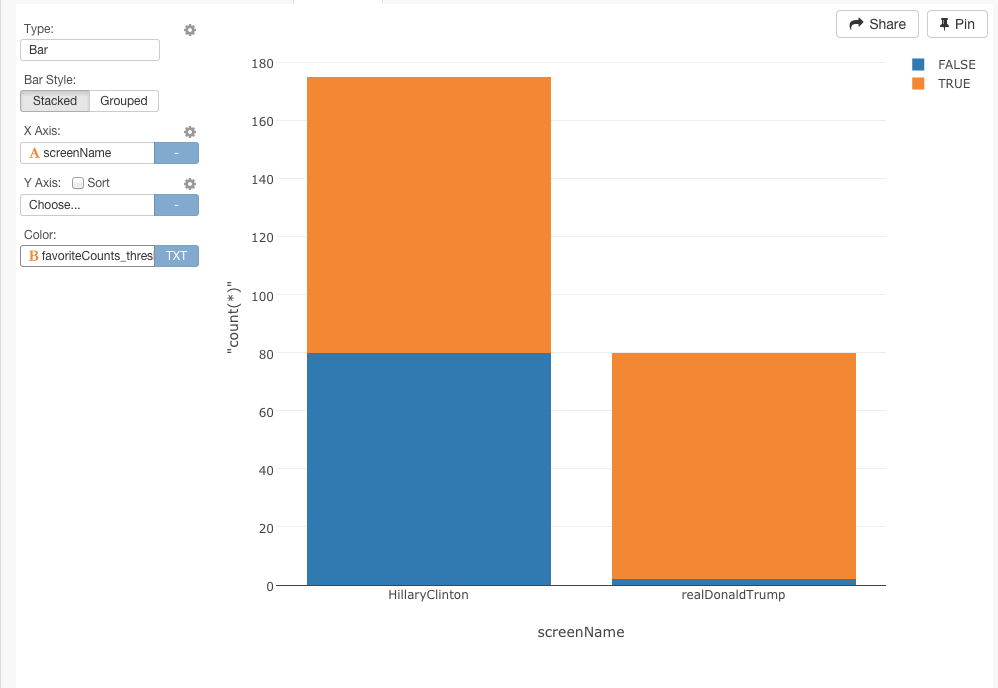 Type:
Bar
Bar Style:
Stacked Grouped
X Axis:
A screenName -
Y Axis: Sort
Choose... -
Color:
B favoriteCounts_thres TXT
Share Pin
FALSE
TRUE
180
160
140
120
100
80
60
40
20
0
"count(*)"
HillaryClinton realDonaldTrump
screenName